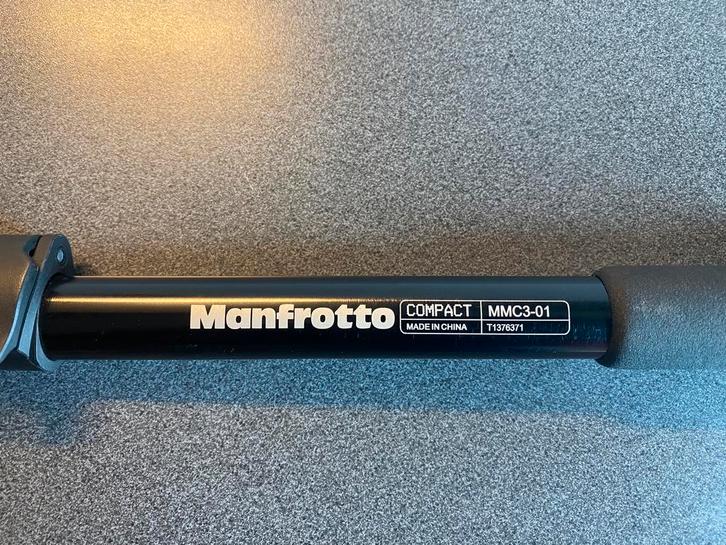 Manfrotto COMPACT MMC3-01
MADE IN CHINA T1376371